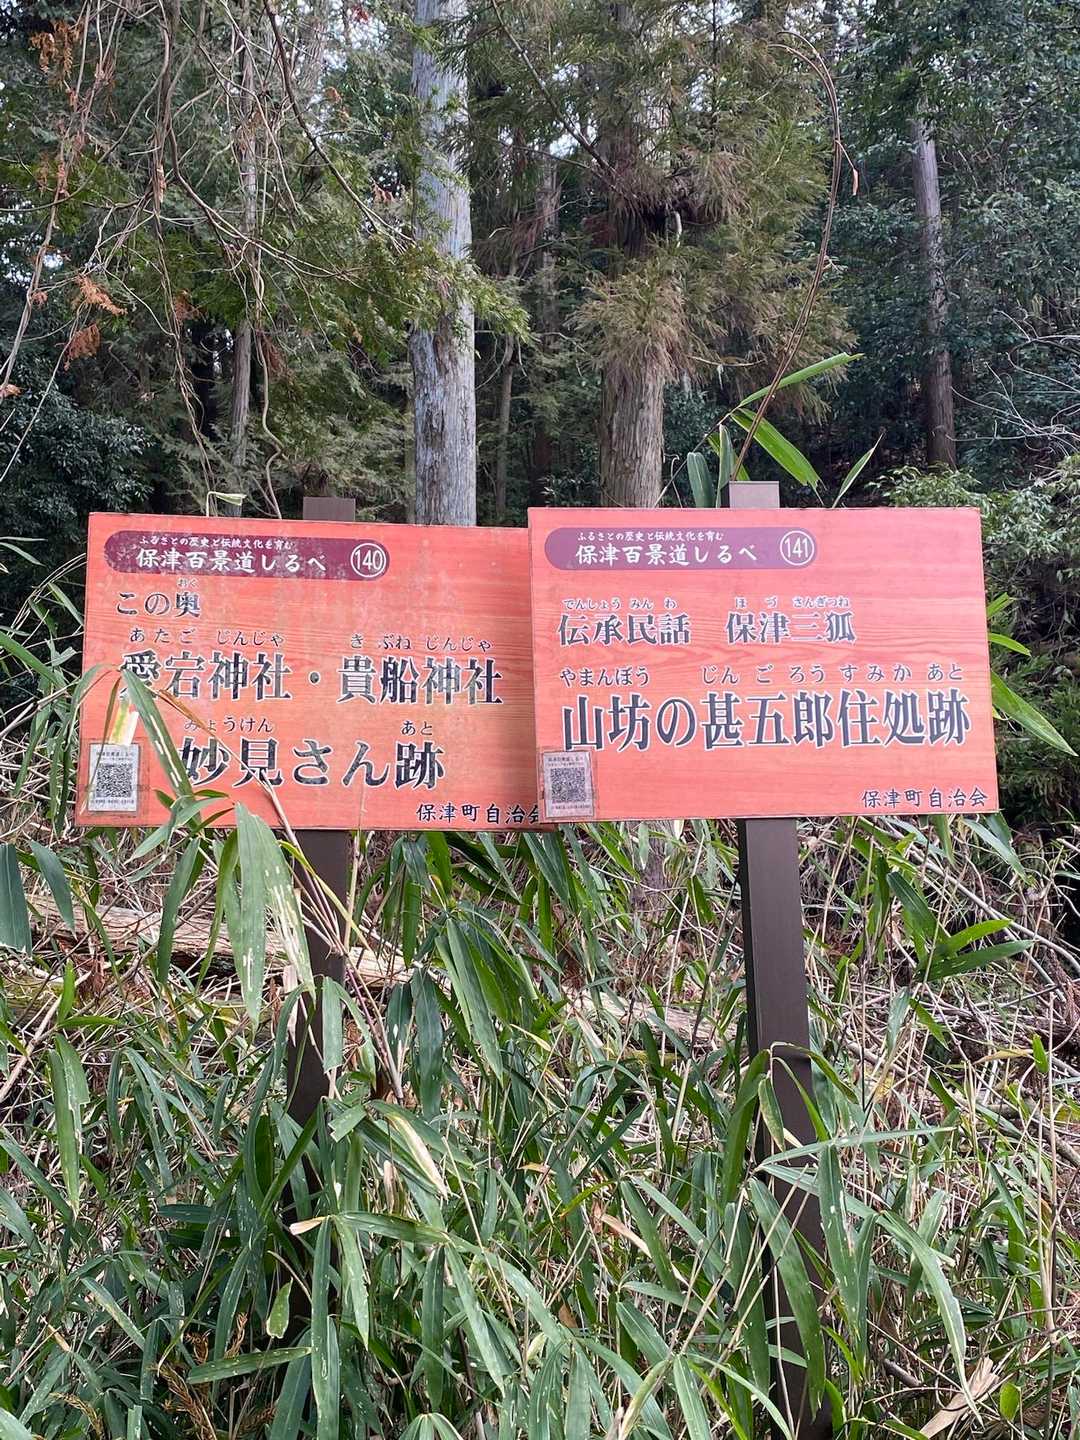 ふるさとの歴史と伝統文化を育む
保津百景道しるべ 140
おく
この奥
あたご じんじゃ きぶね じんじゃ
愛宕神社・貴船神社
みょうけん あと
妙見さん跡
保津町自治会
ふるさとの歴史と伝統文化を育む
保津百景道しるべ 141
でんしょう みん わ ほ づ さんぎつね
伝承民話 保津三狐
やまんぼう じん ご ろう すみか あと
山坊の甚五郎住処跡
保津町自治会